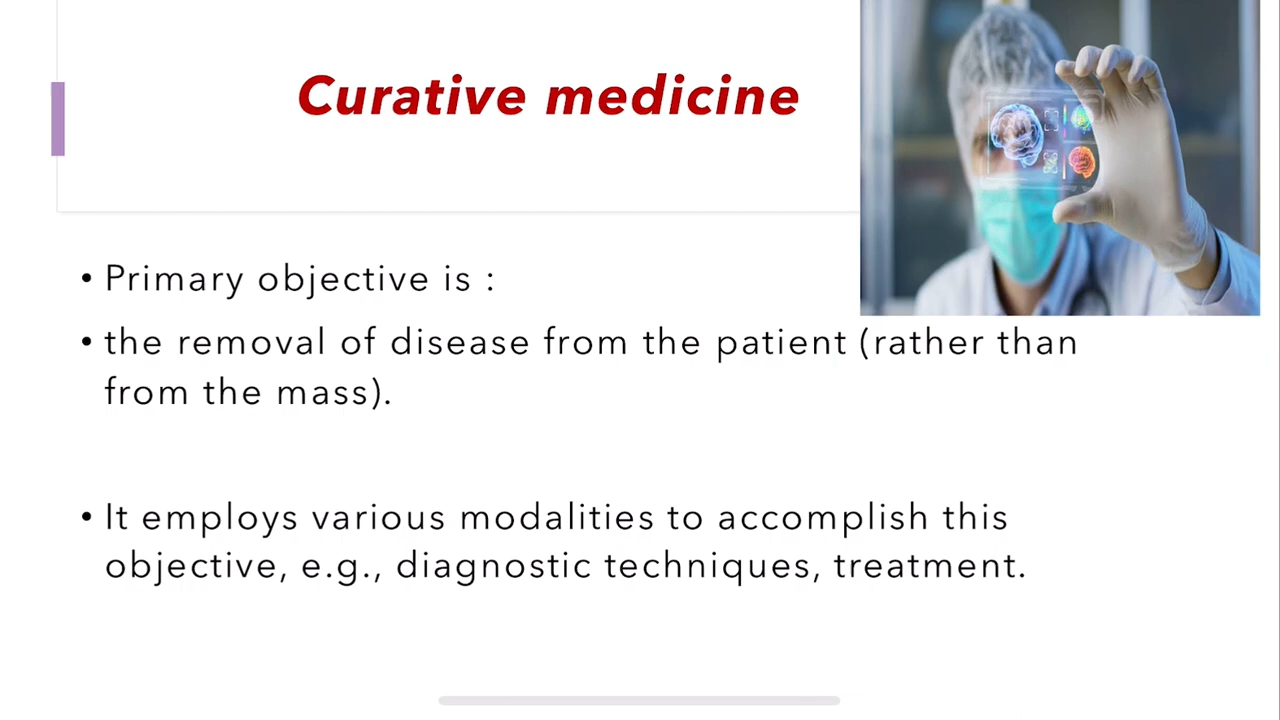 Curative medicine
• Primary objective is :
• the removal of disease from the patient (rather than
from the mass).
• It employs various modalities to accomplish this
objective, e.g., diagnostic techniques, treatment.